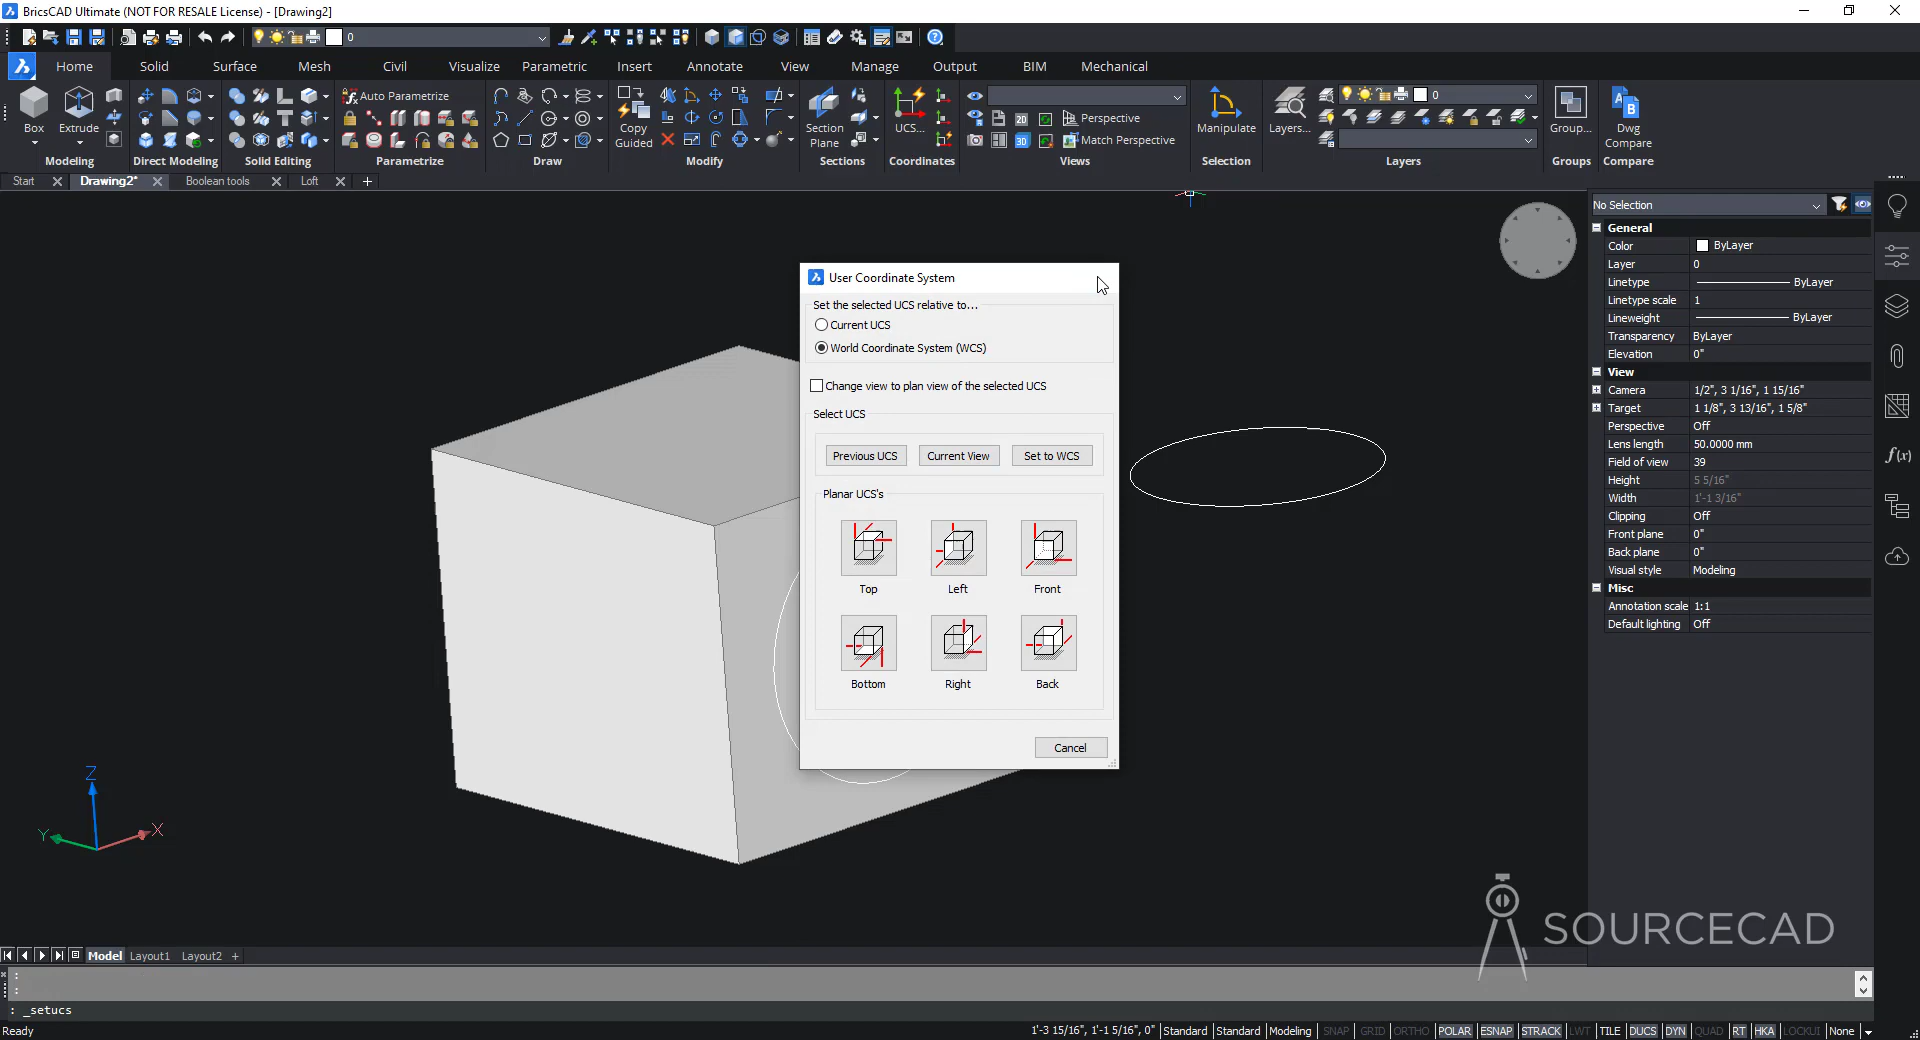 BricsCAD Ultimate (NOT FOR RESALE License) - [Drawing2]
0
Home Solid Surface Mesh Civil Visualize Parametric Insert Annotate View Manage Output BIM Mechanical
Auto Parametrize 0
Perspective
Box Extrude Copy Guided Section Plane UCS... Match Perspective Manipulate Layers... Group... Dwg Compare
Modeling Direct Modeling Solid Editing Parametrize Draw Modify Sections Coordinates Views Selection Layers Groups Compare
Start Drawing2* Boolean tools Loft +
User Coordinate System
Set the selected UCS relative to...
Current UCS
World Coordinate System (WCS)
Change view to plan view of the selected UCS
Select UCS
Previous UCS Current View Set to WCS
Planar UCS's
Top Left Front
Bottom Right Back
Cancel
Z
Y X
No Selection
General
Color ByLayer
Layer 0
Linetype ByLayer
Linetype scale 1
Lineweight ByLayer
Transparency ByLayer
Elevation 0"
View
Camera 1/2", 3 1/16", 1 15/16"
Target 1 1/8", 3 13/16", 1 5/8"
Perspective Off
Lens length 50.0000 mm
Field of view 39
Height 5 5/16"
Width 1'-1 3/16"
Clipping Off
Front plane 0"
Back plane 0"
Visual style Modeling
Misc
Annotation scale 1:1
Default lighting Off
f(x)
SOURCECAD
Model Layout1 Layout2 +
:
:
: _setucs
Ready 1'-3 15/16", 1'-1 5/16", 0" Standard Standard Modeling SNAP GRID ORTHO POLAR ESNAP STRACK LWT TILE DUCS DYN QUAD RT HKA LOCKUI None